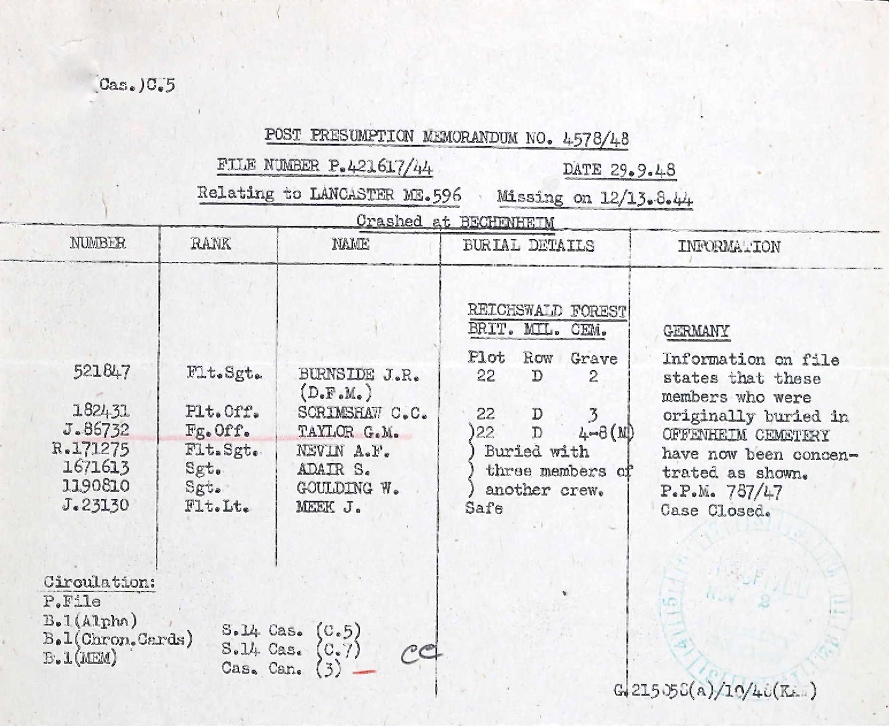 Cas.)C.5
POST PRESUMPTION MEMORANDUM NO. 4578/48
FILE NUMBER P.421617/44 DATE 29.9.48
Relating to LANCASTER ME.596 Missing on 12/13.8.44
Crashed at BECHENHEIM
NUMBER RANK NAME BURIAL DETAILS INFORMATION
REICHSWALD FOREST
BRIT. MIL. CEM. GERMANY
Plot Row Grave Information on file
521847 Flt.Sgt. BURNSIDE J.R. 22 D 2 states that these
(D.F.M.) members who were
182431 Plt.Off. SCRIMSHAW C.C. 22 D 3 originally buried in
J.86732 Fg.Off. TAYLOR G.M. )22 D 4-8(M) OFFENHEIM CEMETERY
R.171275 Flt.Sgt. NEVIN A.F. ) Buried with have now been concen-
1671613 Sgt. ADAIR S. ) three members of trated as shown.
1190810 Sgt. GOULDING W. ) another crew. P.P.M. 787/47
J.23130 Flt.Lt. MEEK J. Safe Case Closed.
Circulation:
P.File
B.1(Alpha)
B.1(Chron.Cards) S.14 Cas. (C.5)
B.1(MEM) S.14 Cas. (C.7)
Cas. Can. (3)
CC